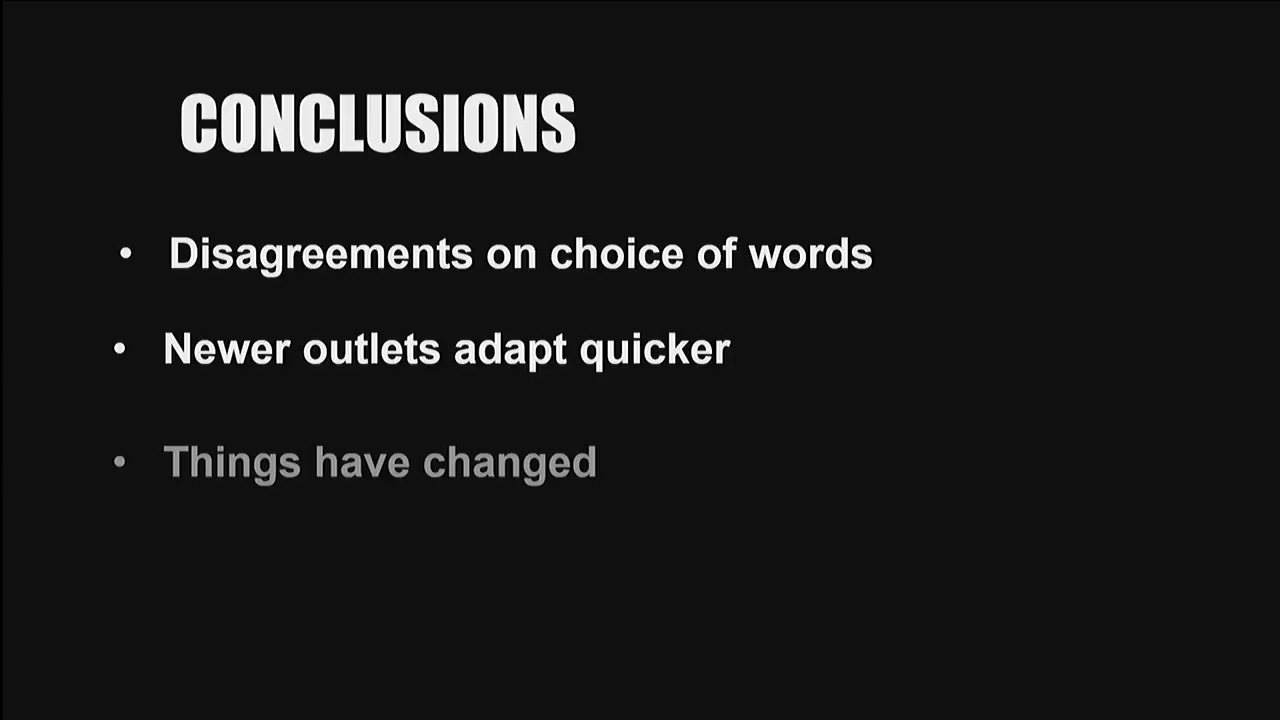 CONCLUSIONS
• Disagreements on choice of words
• Newer outlets adapt quicker
• Things have changed